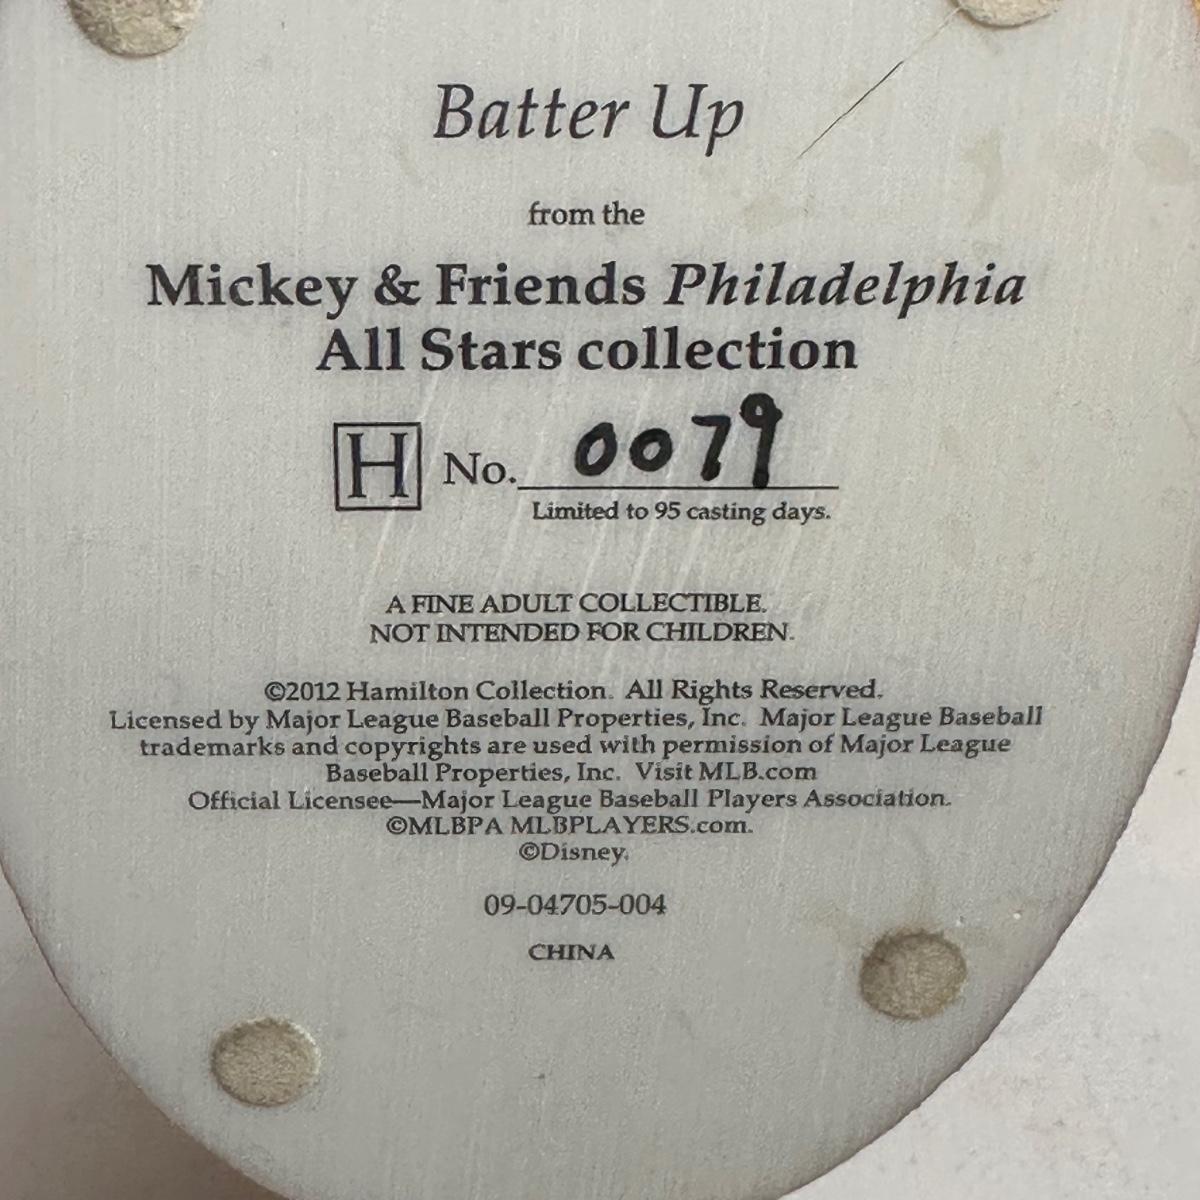 Batter Up
from the
Mickey & Friends Philadelphia
All Stars collection
H No. 0079
Limited to 95 casting days.
A FINE ADULT COLLECTIBLE.
NOT INTENDED FOR CHILDREN.
©2012 Hamilton Collection. All Rights Reserved.
Licensed by Major League Baseball Properties, Inc. Major League Baseball
trademarks and copyrights are used with permission of Major League
Baseball Properties, Inc. Visit MLB.com
Official Licensee—Major League Baseball Players Association.
©MLBPA MLBPLAYERS.com.
©Disney.
09-04705-004
CHINA